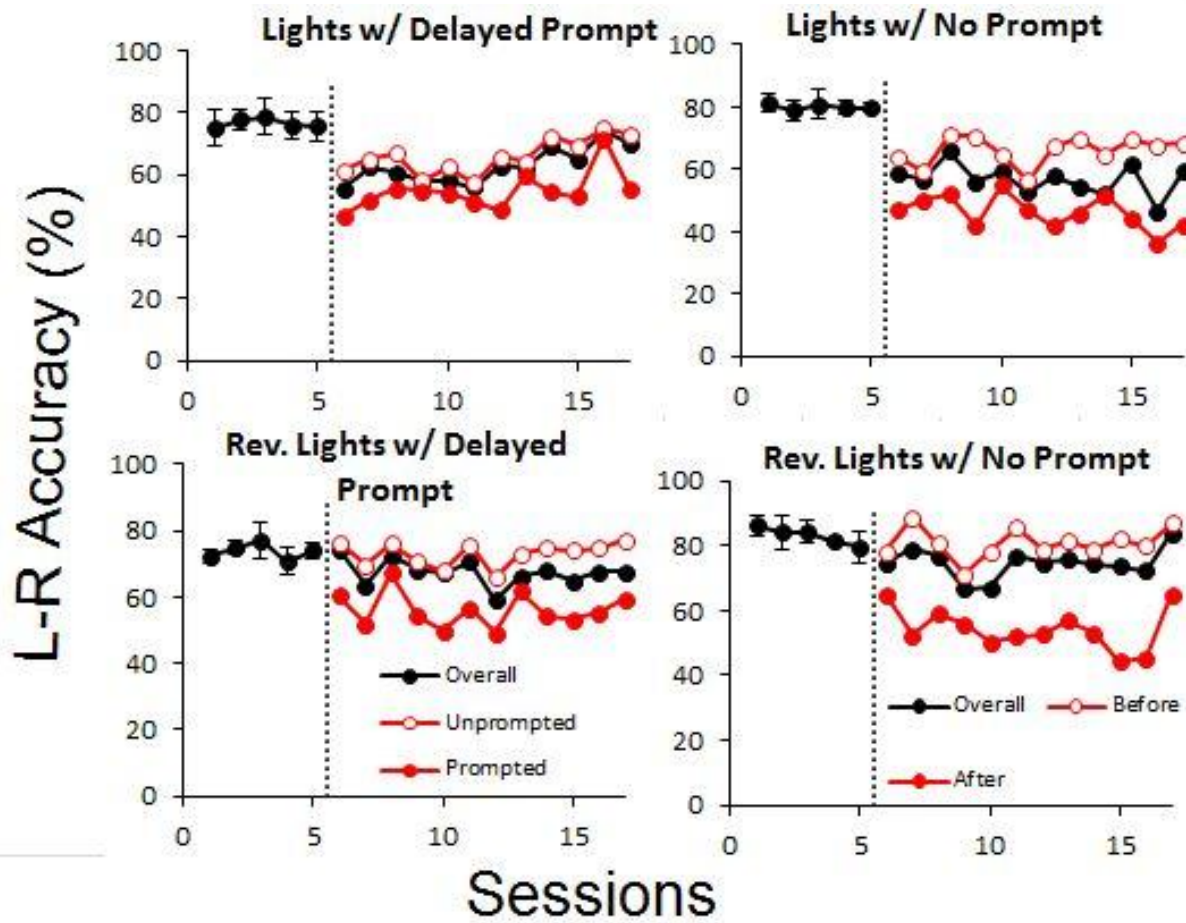 Lights w/ Delayed Prompt
100
80
60
40
20
0
0 5 10 15
Lights w/ No Prompt
100
80
60
40
20
0
0 5 10 15
L-R Accuracy (%)
Rev. Lights w/ Delayed
Prompt
100
80
60
40
20
0
Overall
Unprompted
Prompted
0 5 10 15
Rev. Lights w/ No Prompt
100
80
60
40
20
0
Overall Before
After
0 5 10 15
Sessions